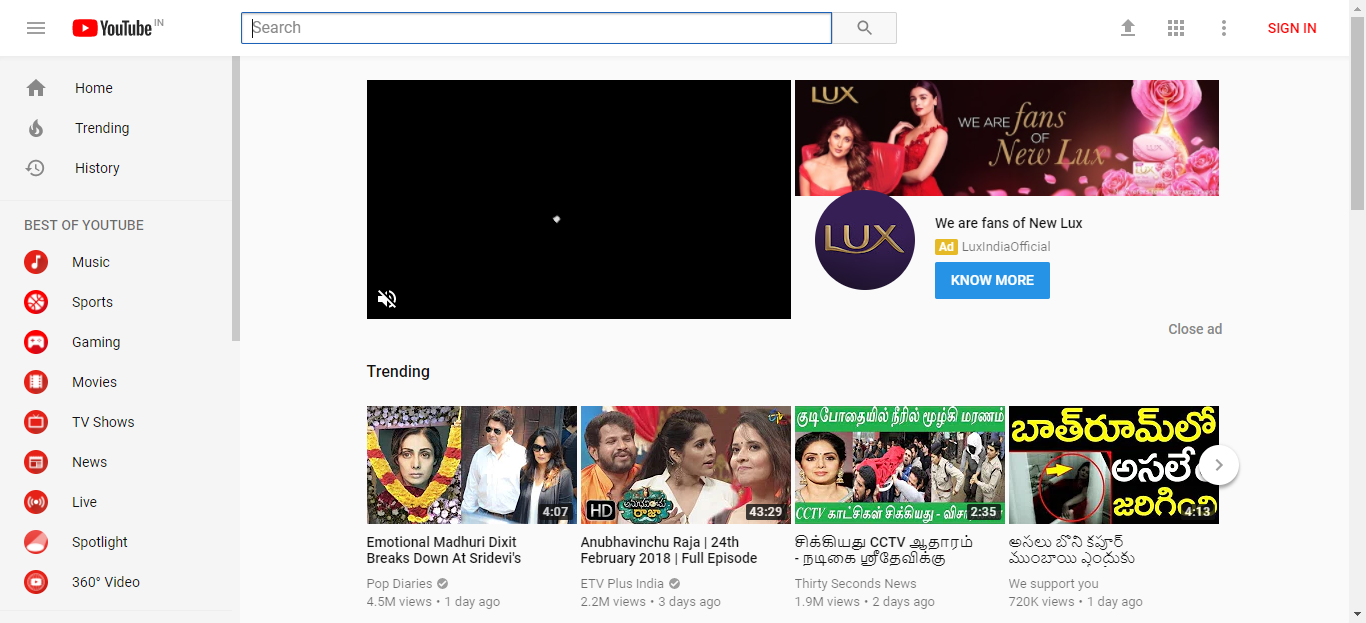 YouTube IN
Search
SIGN IN
Home
Trending
History
BEST OF YOUTUBE
Music
Sports
Gaming
Movies
TV Shows
News
Live
Spotlight
360° Video
LUX
WE ARE fans
OF
New Lux
LUX
LUX
We are fans of New Lux
Ad LuxIndiaOfficial
KNOW MORE
Close ad
Trending
4:07
Emotional Madhuri Dixit
Breaks Down At Sridevi's
Pop Diaries
4.5M views • 1 day ago
HD
43:29
Anubhavinchu Raja | 24th
February 2018 | Full Episode
ETV Plus India
2.2M views • 3 days ago
குடிபோதையில் நீரில் மூழ்கி மரணம்
CCTV காட்சிகள் சிக்கியது -
2:35
சிக்கியது CCTV ஆதாரம்
- நடிகை ஸ்ரீதேவிக்கு
Thirty Seconds News
1.9M views • 2 days ago
బాత్‌రూమ్‌లో
అసలే
జరిగింది
4:13
అసలు బోని కపూర్
ముంబాయి ఎందుకు
We support you
720K views • 1 day ago